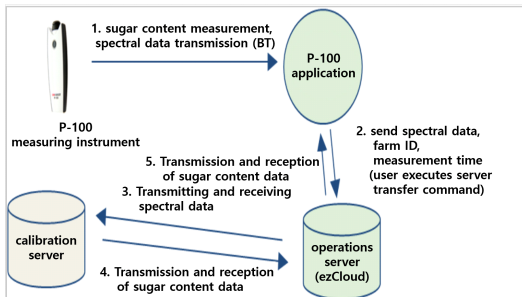 1. sugar content measurement,
spectral data transmission (BT)
P-100
application
P-100
measuring instrument
2. send spectral data,
farm ID,
measurement time
(user executes server
transfer command)
5. Transmission and reception
of sugar content data
3. Transmitting and receiving
spectral data
calibration
server
operations
server
(ezCloud)
4. Transmission and reception
of sugar content data